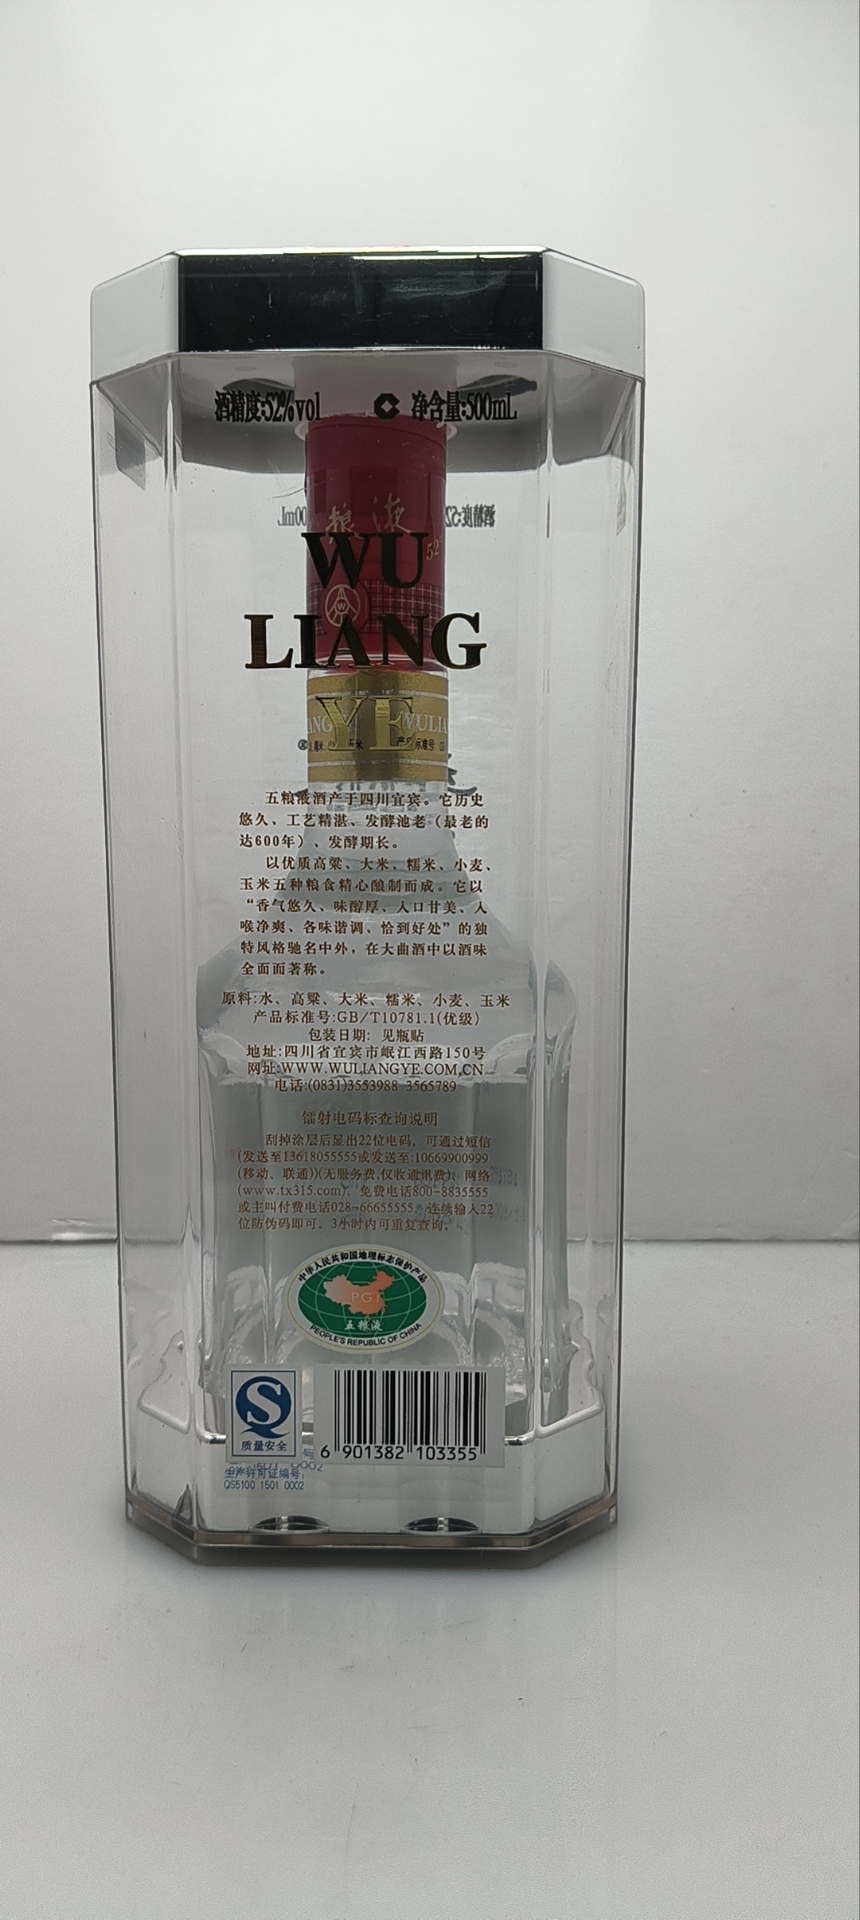 酒精度:52%vol 净含量:500mL
粮液
52°
WU
LIANG
YE
五粮液酒产于四川宜宾。它历史
悠久、工艺精湛、发酵池老（最老的
达600年）、发酵期长。
以优质高粱、大米、糯米、小麦、
玉米五种粮食精心酿制而成。它以
“香气悠久、味醇厚、入口甘美、入
喉净爽、各味谐调、恰到好处”的独
特风格驰名中外，在大曲酒中以酒味
全面而著称。
原料:水、高粱、大米、糯米、小麦、玉米
产品标准号:GB/T10781.1(优级)
包装日期: 见瓶贴
地址:四川省宜宾市岷江西路150号
网址:WWW.WULIANGYE.COM.CN
电话:(0831)3553988 3565789
镭射电码标查询说明
刮掉涂层后显出22位电码，可通过短信
(发送至13618055555或发送至:10669900999
(移动、联通))(无服务费,仅收通讯费)、网络
(www.tx315.com)、免费电话800-8835555
或主叫付费电话028-66655555，连续输入22
位防伪码即可。3小时内可重复查询。
中华人民共和国地理标志保护产品
PGI
五粮液
PEOPLE'S REPUBLIC OF CHINA
质量安全
6 901382 103355
生产许可证编号:
QS5100 1501 0002